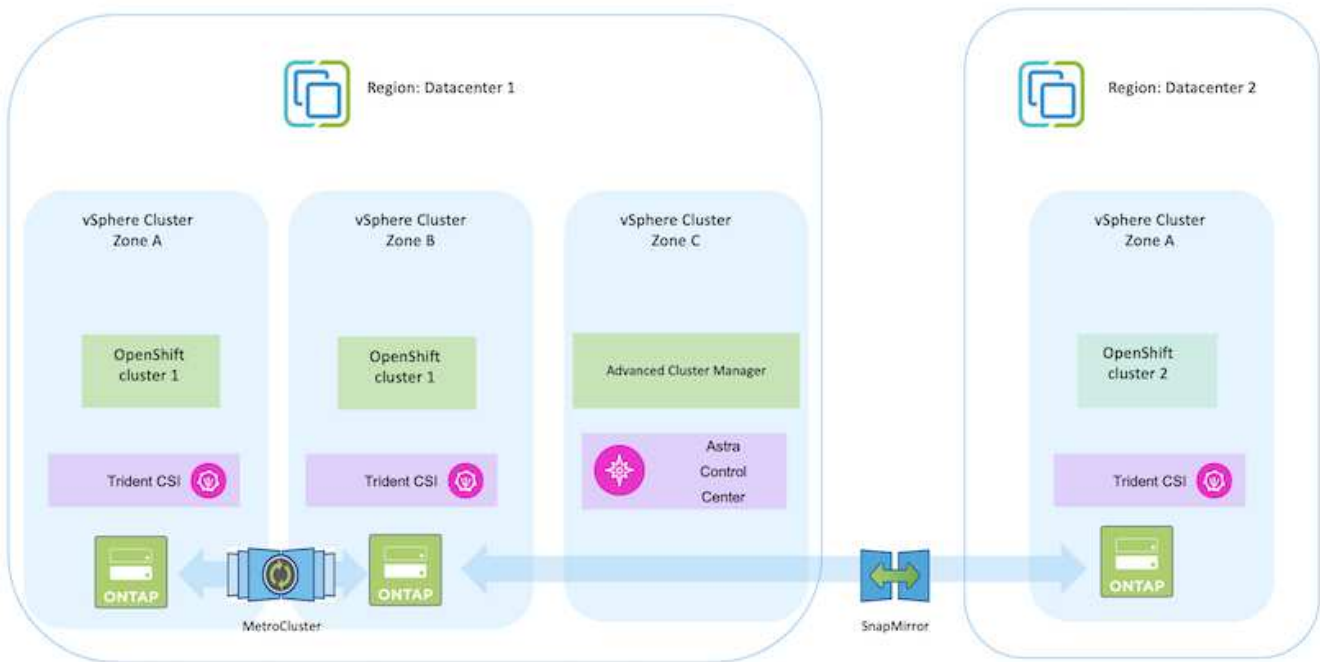 Region: Datacenter 1
Region: Datacenter 2
vSphere Cluster
Zone A
vSphere Cluster
Zone B
vSphere Cluster
Zone C
vSphere Cluster
Zone A
OpenShift
cluster 1
OpenShift
cluster 1
Advanced Cluster Manager
OpenShift
cluster 2
Trident CSI
Trident CSI
Astra
Control
Center
Trident CSI
ONTAP
ONTAP
ONTAP
MetroCluster
SnapMirror